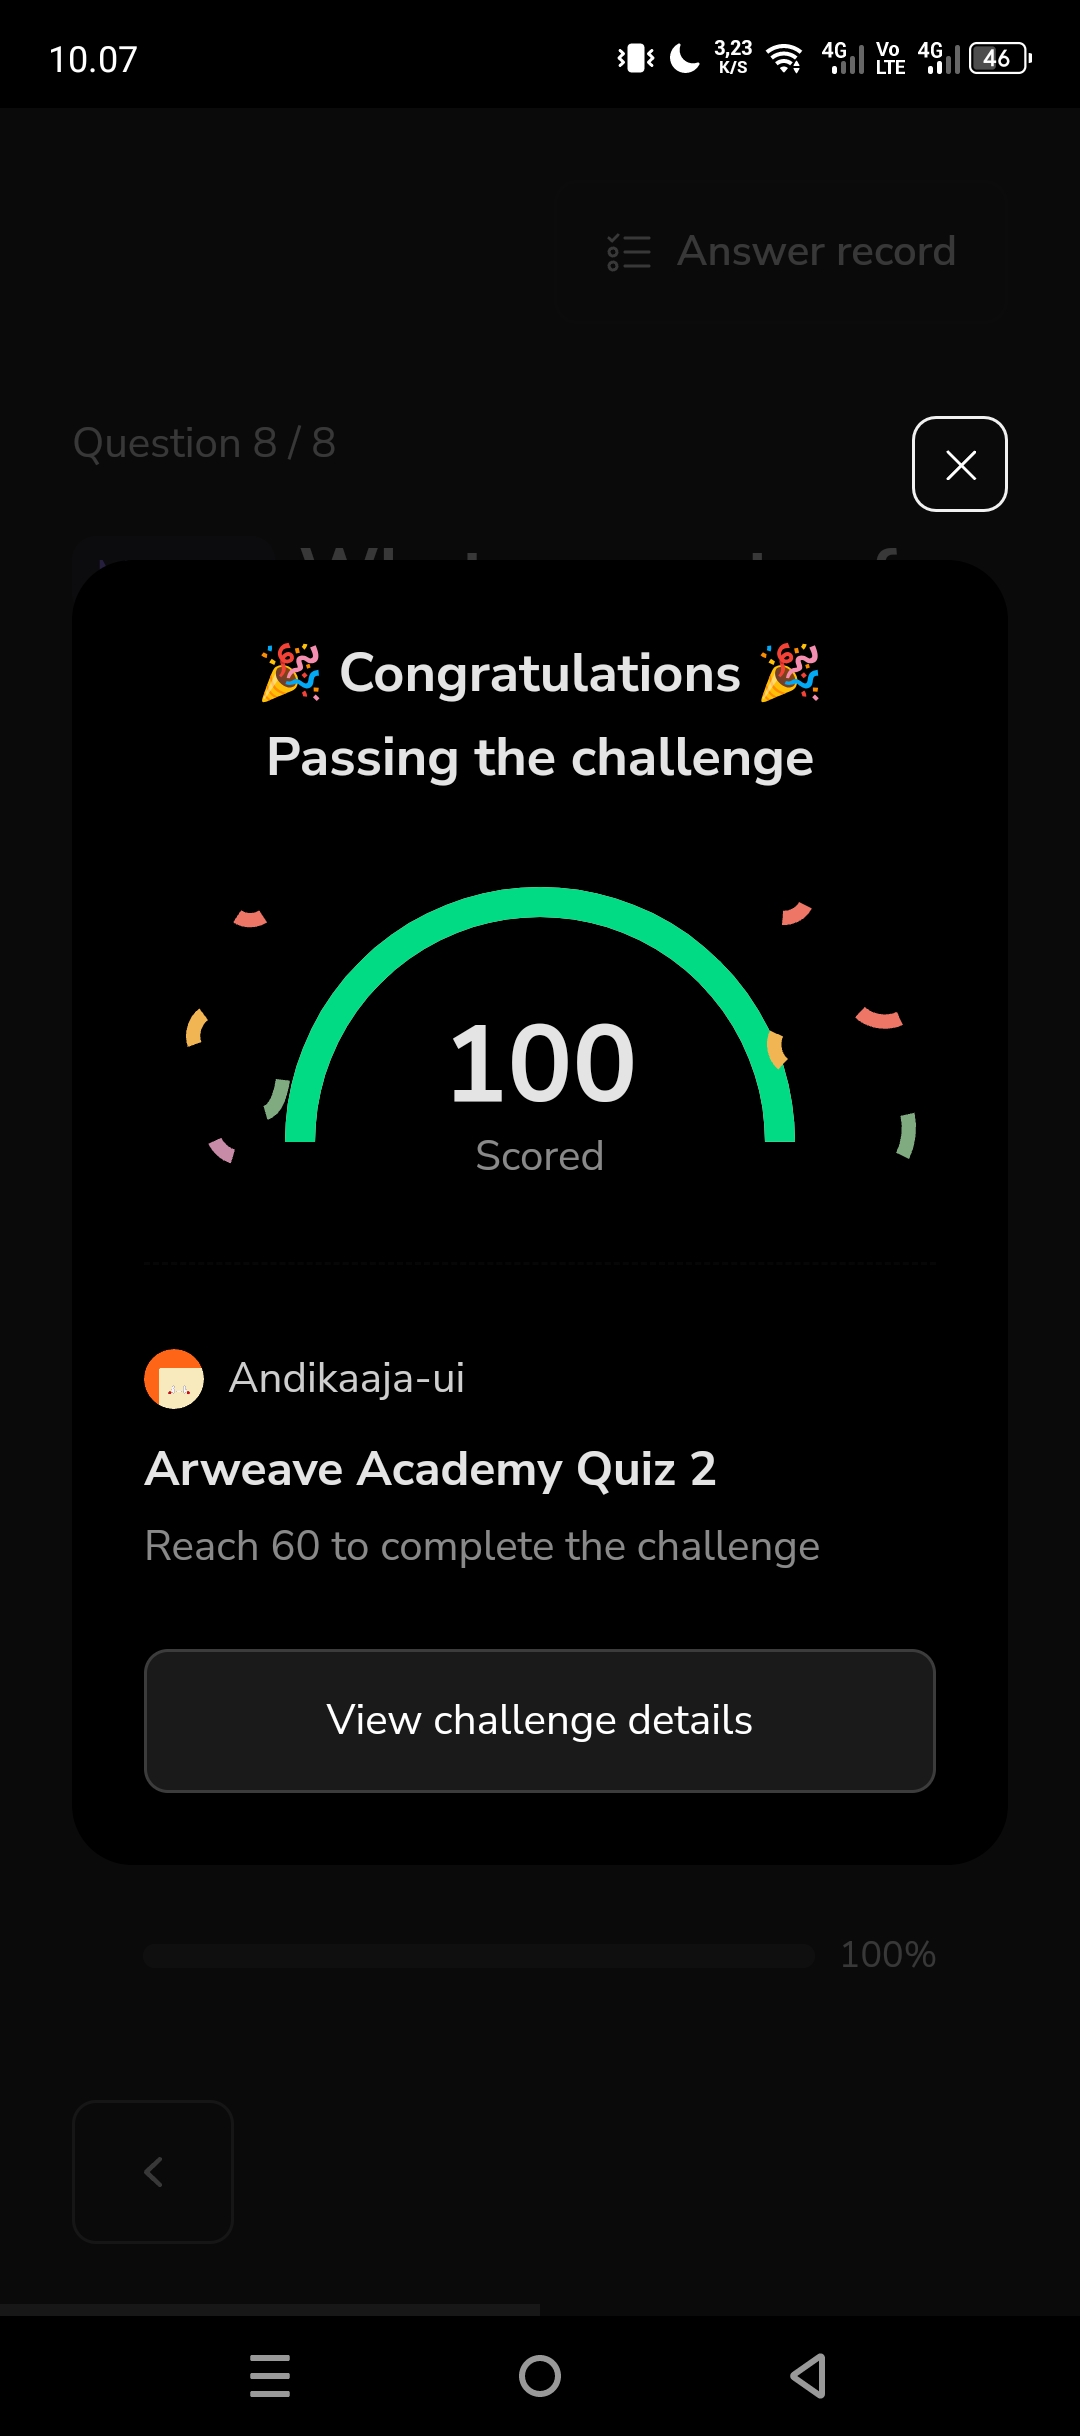 10.07
3,23 K/S
4G
Vo LTE
4G
46
Answer record
Question 8 / 8
🎉 Congratulations 🎉
Passing the challenge
100
Scored
Andikaaja-ui
Arweave Academy Quiz 2
Reach 60 to complete the challenge
View challenge details
100%